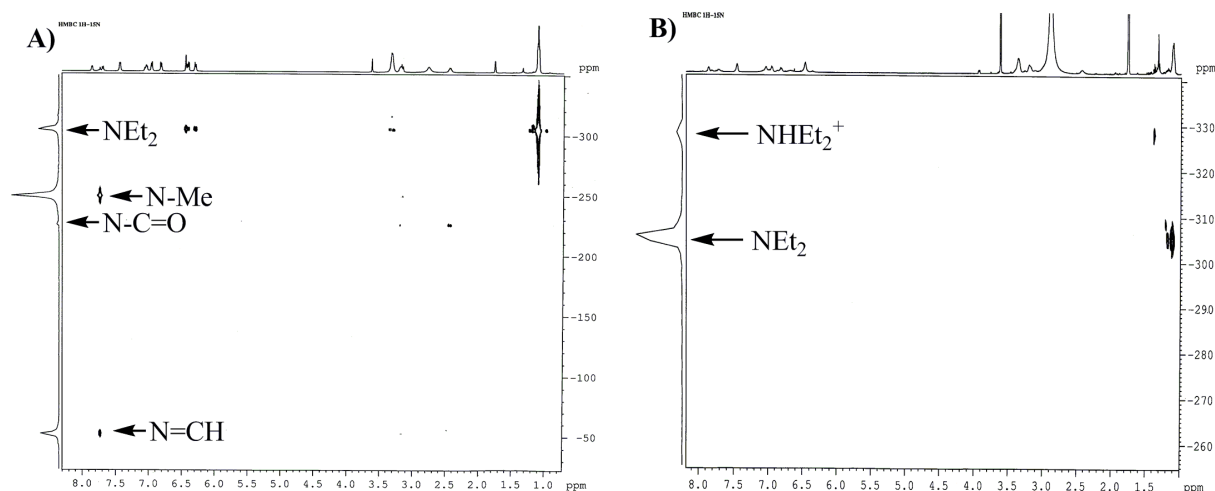 A)
HMBC 1H-15N
ppm
NEt2
-300
N-Me
-250
N-C=O
-200
-150
-100
N=CH
-50
8.0 7.5 7.0 6.5 6.0 5.5 5.0 4.5 4.0 3.5 3.0 2.5 2.0 1.5 1.0 ppm
B)
HMBC 1H-15N
ppm
NHEt2+
-330
-320
-310
NEt2
-300
-290
-280
-270
-260
8.0 7.5 7.0 6.5 6.0 5.5 5.0 4.5 4.0 3.5 3.0 2.5 2.0 1.5 ppm